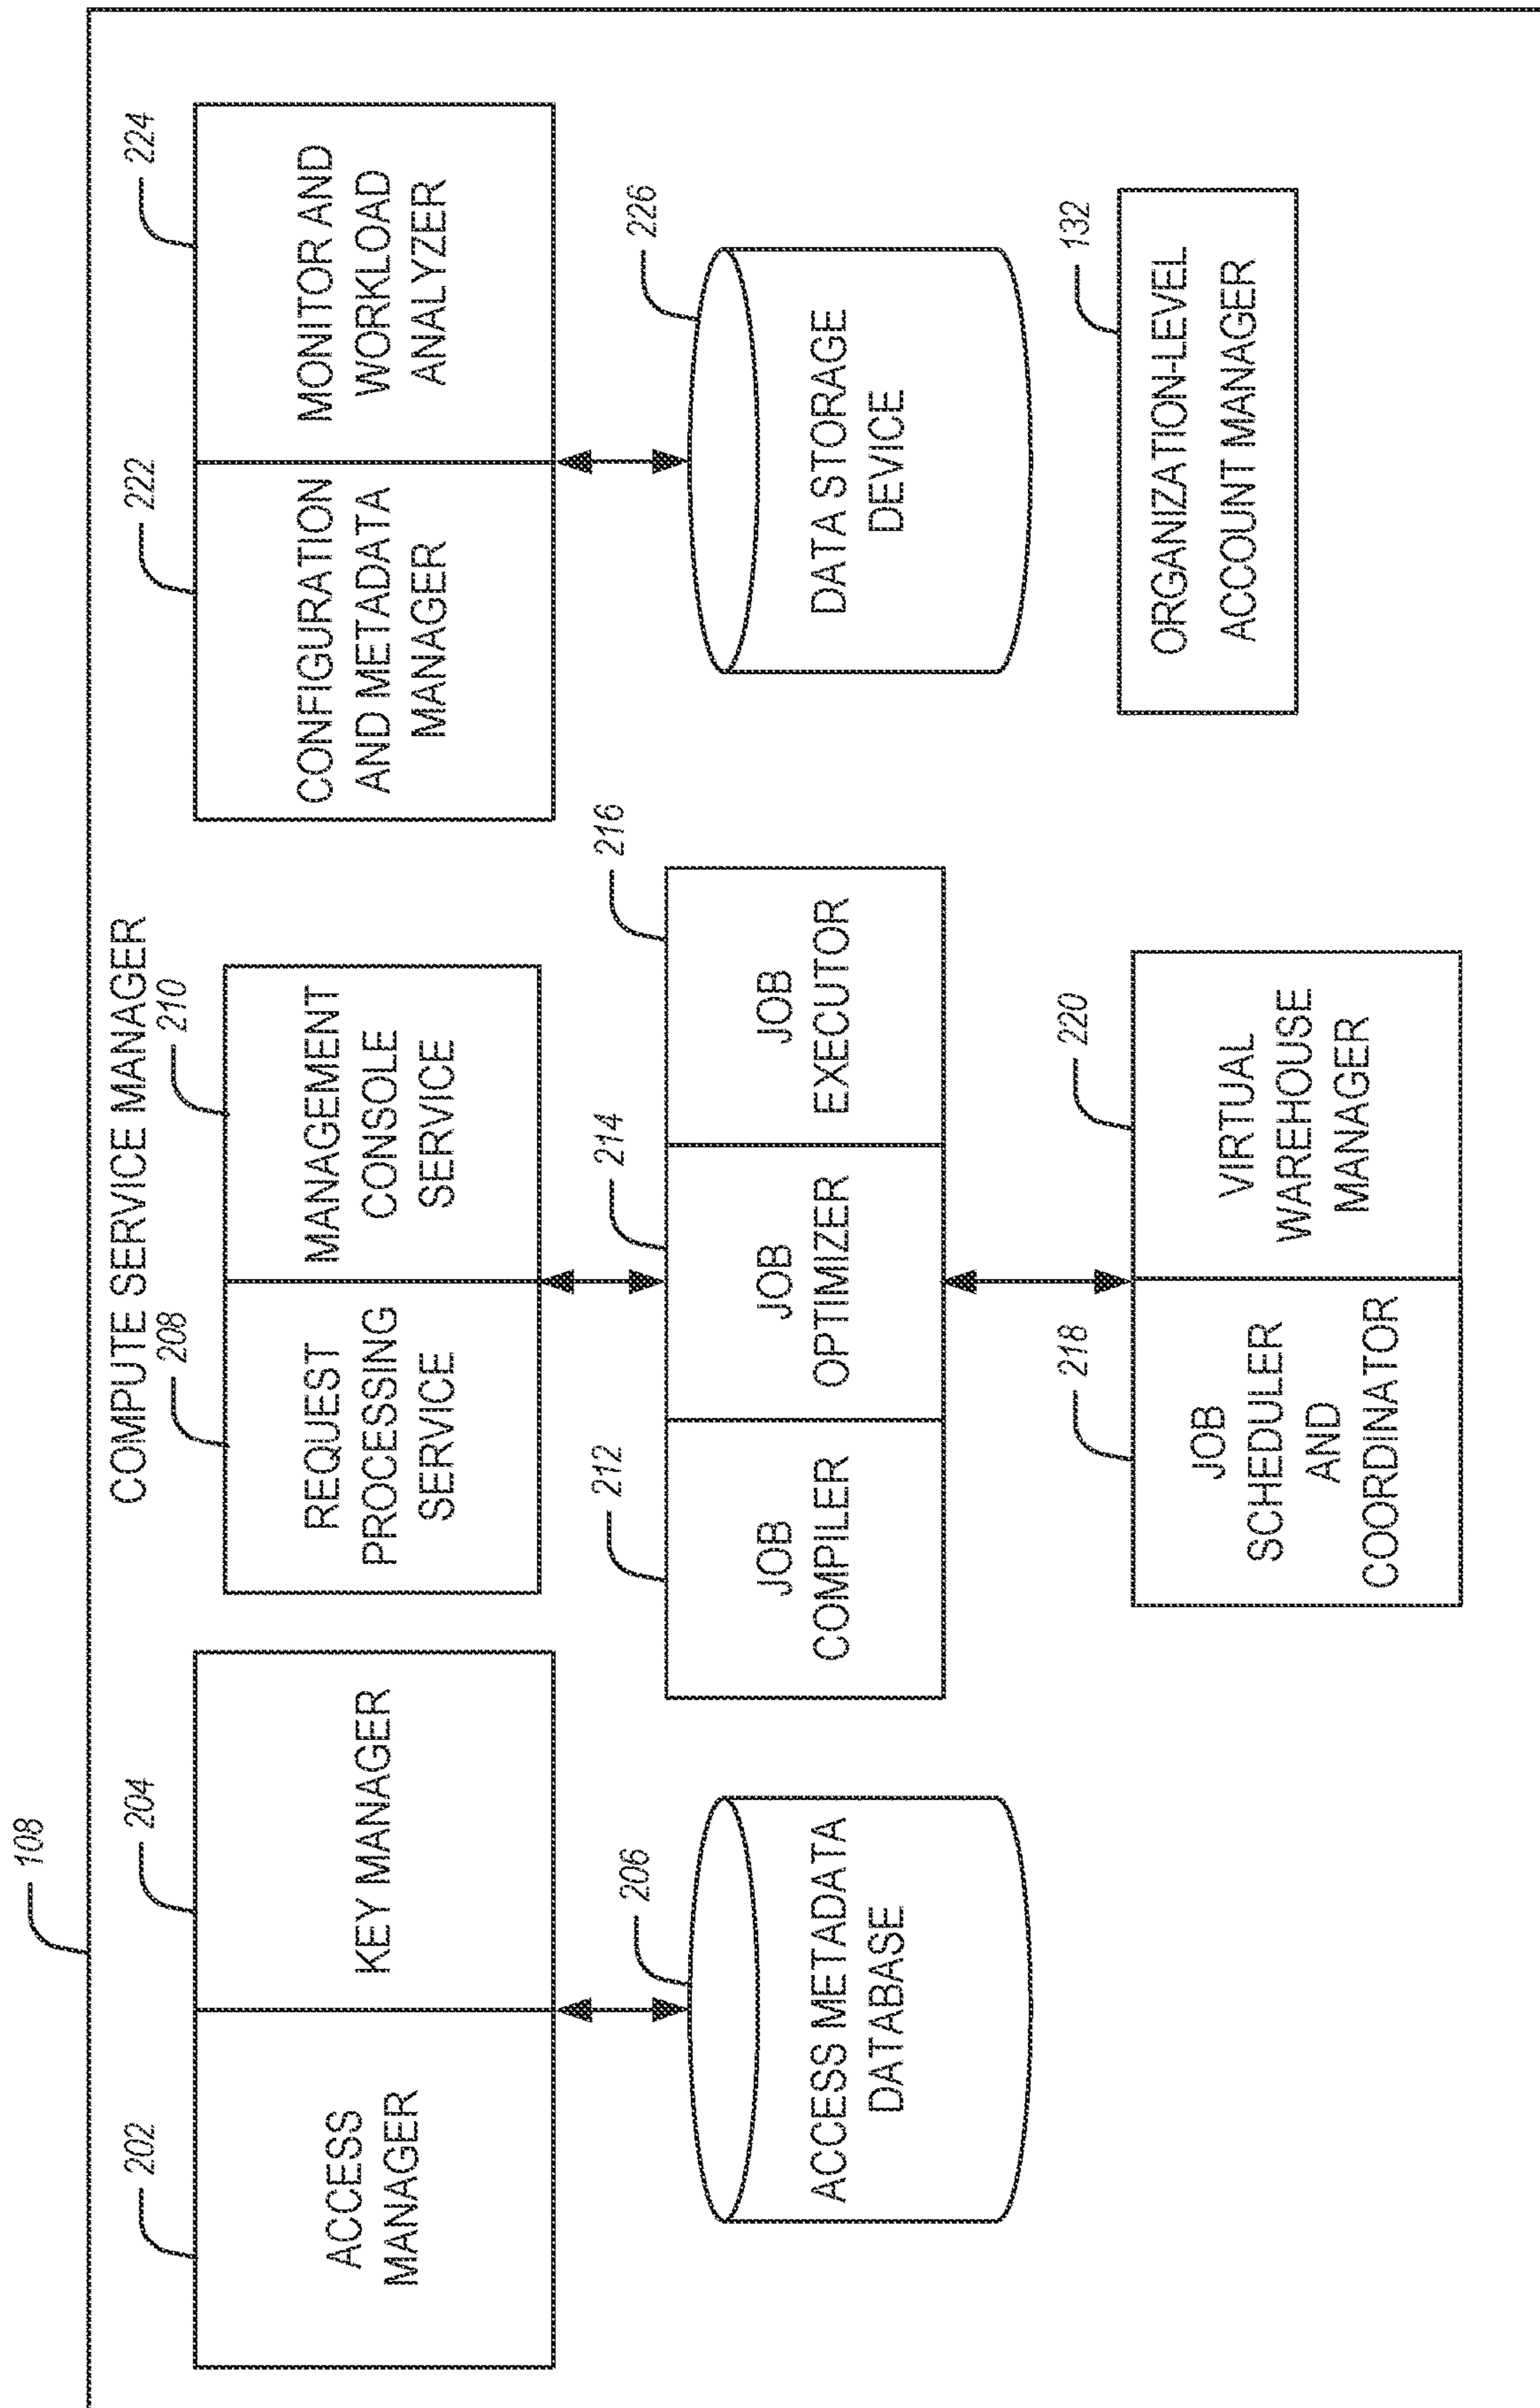 108
COMPUTE SERVICE MANAGER
202
ACCESS
MANAGER
204
KEY MANAGER
206
ACCESS METADATA
DATABASE
208
REQUEST
PROCESSING
SERVICE
210
MANAGEMENT
CONSOLE
SERVICE
212
JOB
COMPILER
214
JOB
OPTIMIZER
216
JOB
EXECUTOR
218
JOB
SCHEDULER
AND
COORDINATOR
220
VIRTUAL
WAREHOUSE
MANAGER
222
CONFIGURATION
AND METADATA
MANAGER
224
MONITOR AND
WORKLOAD
ANALYZER
226
DATA STORAGE
DEVICE
132
ORGANIZATION-LEVEL
ACCOUNT MANAGER